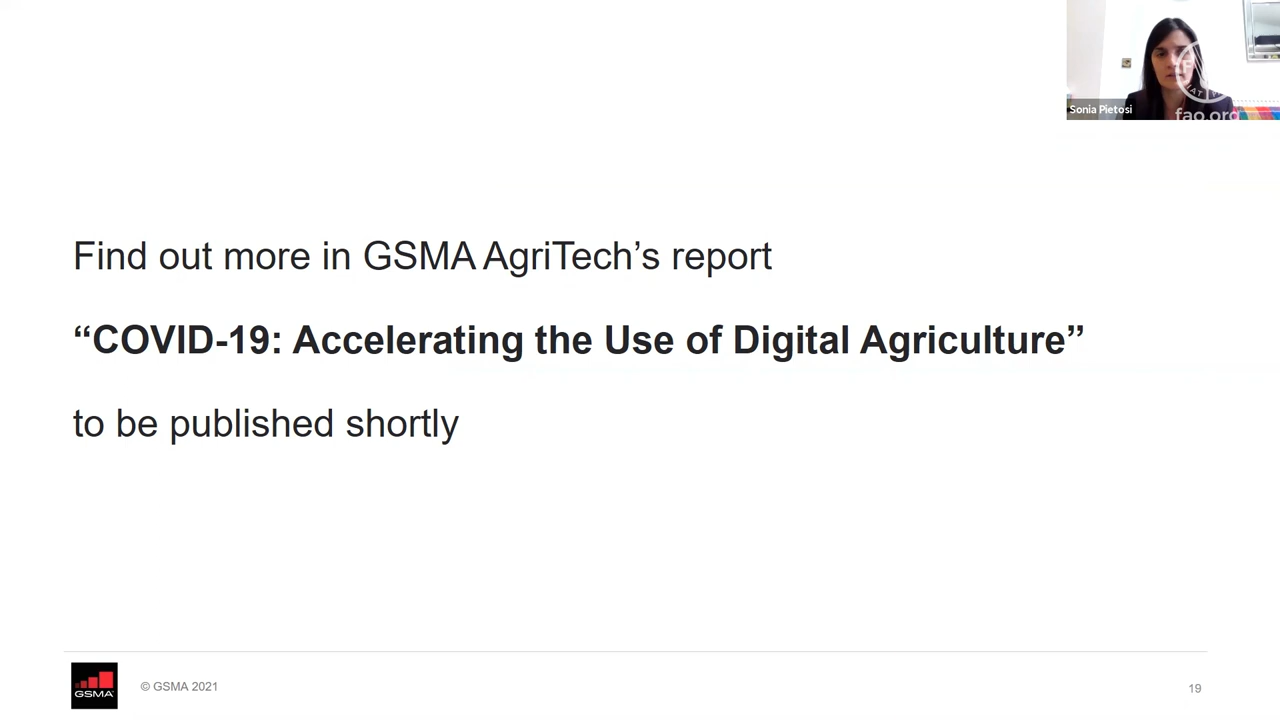 Sonia Pietosi
fao.org
Find out more in GSMA AgriTech’s report
“COVID-19: Accelerating the Use of Digital Agriculture”
to be published shortly
GSMA
© GSMA 2021
19